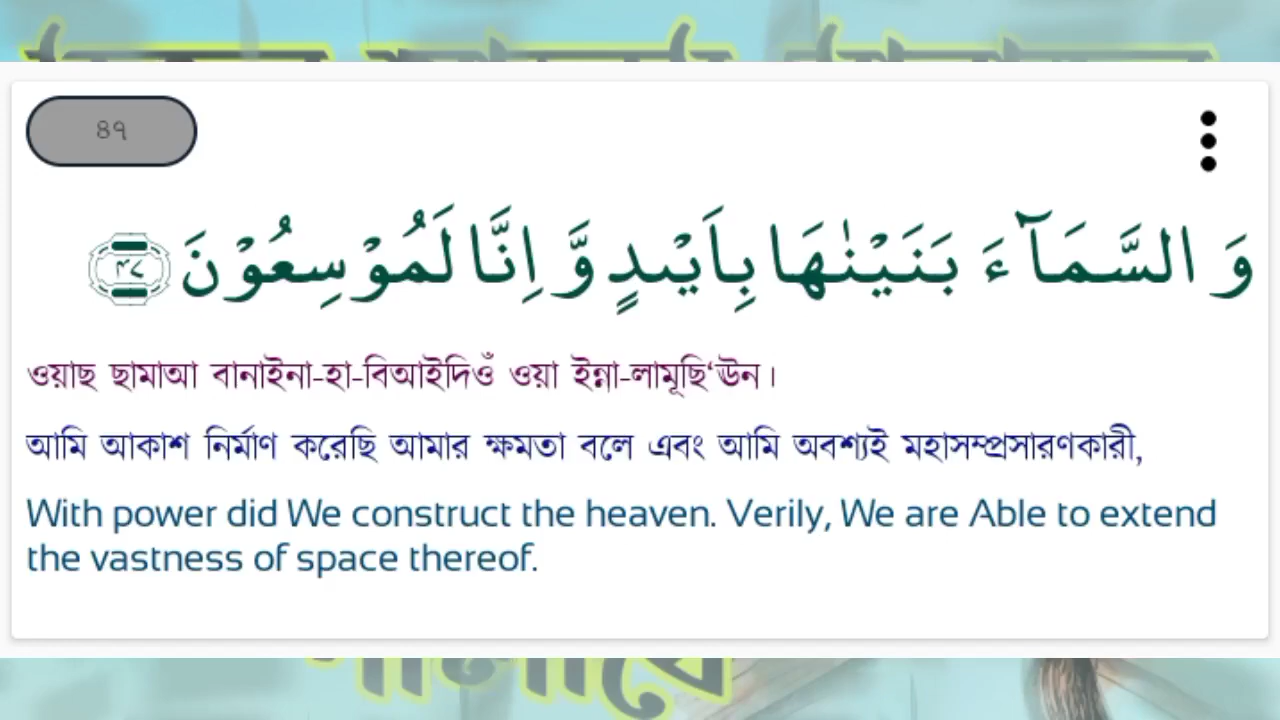 ৪৭
وَ السَّمَآءَ بَنَیْنٰهَا بِاَیْىدٍ وَّ اِنَّا لَمُوْسِعُوْنَ ﴿۴۷﴾
ওয়াছ ছামাআ বানাইনা-হা-বিআইদিওঁ ওয়া ইন্না-লামূছি‘ঊন।
আমি আকাশ নির্মাণ করেছি আমার ক্ষমতা বলে এবং আমি অবশ্যই মহাসম্প্রসারণকারী,
With power did We construct the heaven. Verily, We are Able to extend
the vastness of space thereof.